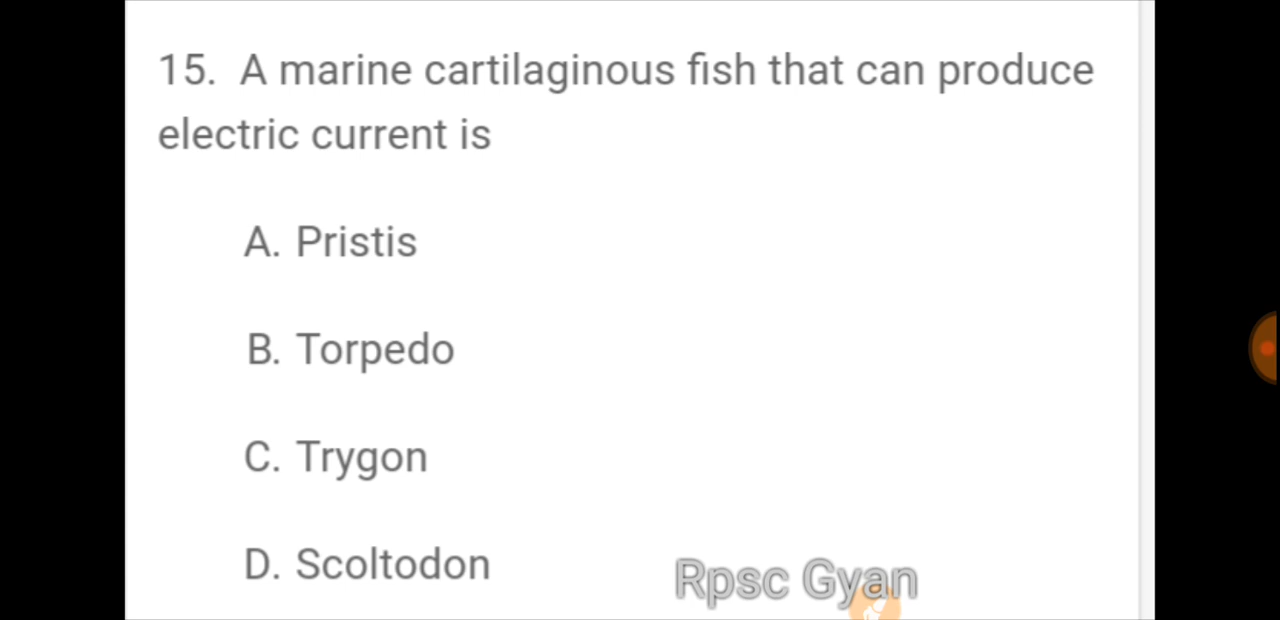 15. A marine cartilaginous fish that can produce
electric current is
A. Pristis
B. Torpedo
C. Trygon
D. Scoltodon
Rpsc Gyan